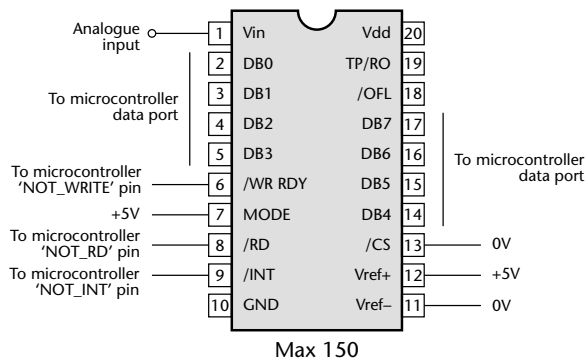 Analogue
input
1 Vin Vdd 20
2 DB0 TP/RO 19
3 DB1 /OFL 18
4 DB2 DB7 17
5 DB3 DB6 16
6 /WR RDY DB5 15
7 MODE DB4 14
8 /RD /CS 13
9 /INT Vref+ 12
10 GND Vref– 11
To microcontroller
data port
To microcontroller
‘NOT_WRITE’ pin
+5V
To microcontroller
‘NOT_RD’ pin
To microcontroller
‘NOT_INT’ pin
To microcontroller
data port
0V
+5V
0V
Max 150